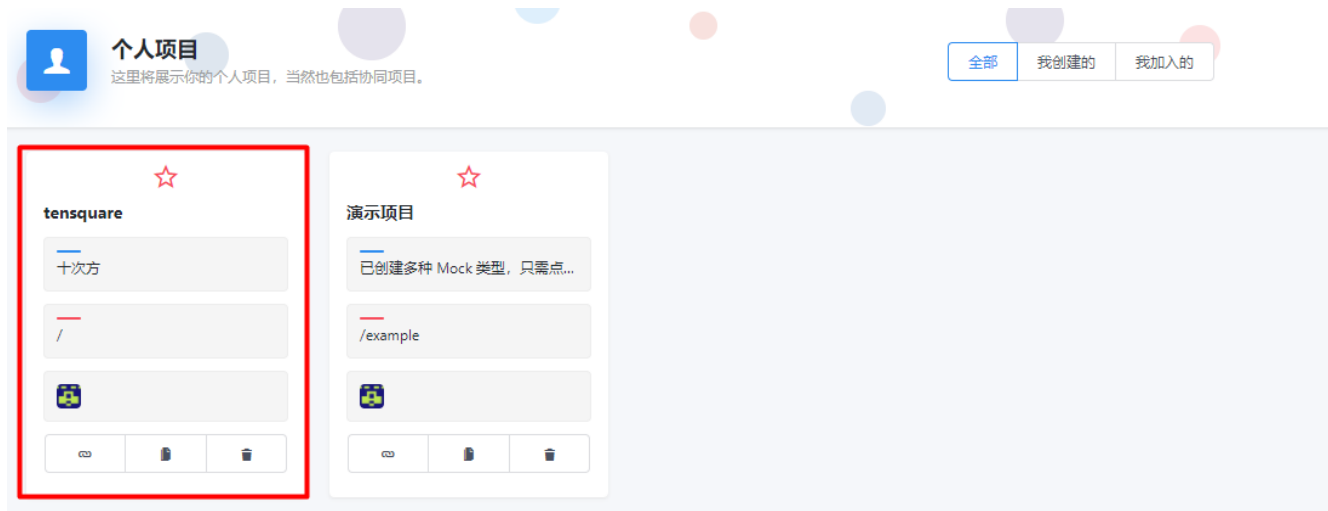 个人项目
这里将展示你的个人项目，当然也包括协同项目。
全部 我创建的 我加入的
tensquare
十次方
/
演示项目
已创建多种 Mock 类型，只需点...
/example